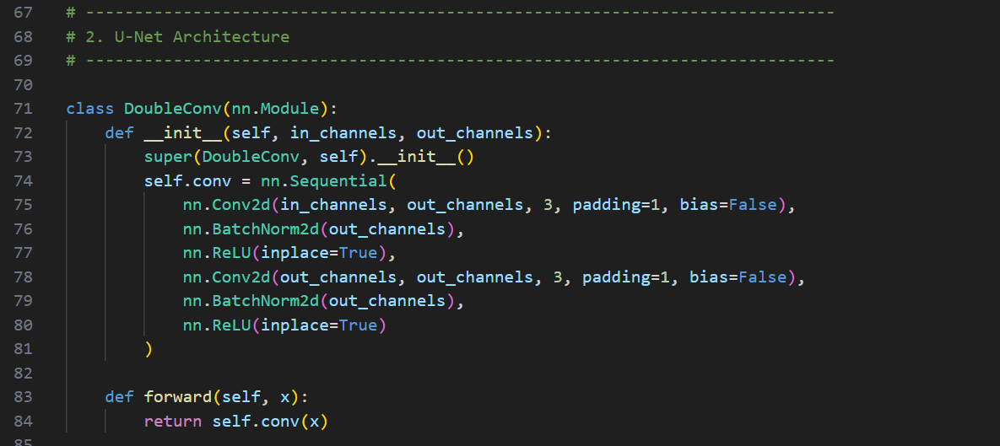 67 # -----------------------------------------------------------------------------
68 # 2. U-Net Architecture
69 # -----------------------------------------------------------------------------
70
71 class DoubleConv(nn.Module):
72     def __init__(self, in_channels, out_channels):
73         super(DoubleConv, self).__init__()
74         self.conv = nn.Sequential(
75             nn.Conv2d(in_channels, out_channels, 3, padding=1, bias=False),
76             nn.BatchNorm2d(out_channels),
77             nn.ReLU(inplace=True),
78             nn.Conv2d(out_channels, out_channels, 3, padding=1, bias=False),
79             nn.BatchNorm2d(out_channels),
80             nn.ReLU(inplace=True)
81         )
82
83     def forward(self, x):
84         return self.conv(x)
85